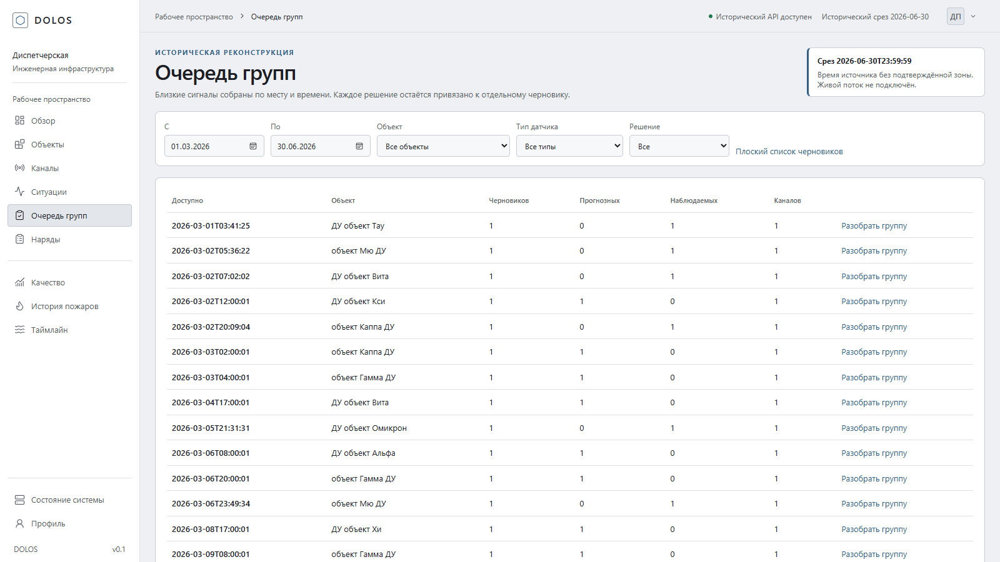 DOLOS
Диспетчерская
Инженерная инфраструктура
Рабочее пространство
Обзор
Объекты
Каналы
Ситуации
Очередь групп
Наряды
Качество
История пожаров
Таймлайн
Состояние системы
Профиль
DOLOS v0.1
Рабочее пространство > Очередь групп
Исторический API доступен Исторический срез 2026-06-30 ДП
ИСТОРИЧЕСКАЯ РЕКОНСТРУКЦИЯ
Очередь групп
Близкие сигналы собраны по месту и времени. Каждое решение остаётся привязано к отдельному черновику.
Срез 2026-06-30T23:59:59
Время источника без подтверждённой зоны.
Живой поток не подключён.
С По Объект Тип датчика Решение
01.03.2026 30.06.2026 Все объекты Все типы Все Плоский список черновиков
Доступно Объект Черновиков Прогнозных Наблюдаемых Каналов
2026-03-01T03:41:25 ДУ объект Тау 1 0 1 1 Разобрать группу
2026-03-02T05:36:22 объект Мю ДУ 1 0 1 1 Разобрать группу
2026-03-02T07:02:02 ДУ объект Вита 1 0 1 1 Разобрать группу
2026-03-02T12:00:01 ДУ объект Кси 1 1 0 1 Разобрать группу
2026-03-02T20:09:04 объект Каппа ДУ 1 0 1 1 Разобрать группу
2026-03-03T02:00:01 объект Каппа ДУ 1 1 0 1 Разобрать группу
2026-03-03T04:00:01 объект Гамма ДУ 1 1 0 1 Разобрать группу
2026-03-04T17:00:01 ДУ объект Вита 1 1 0 1 Разобрать группу
2026-03-05T21:31:31 ДУ объект Омикрон 1 0 1 1 Разобрать группу
2026-03-06T08:00:01 ДУ объект Альфа 1 1 0 1 Разобрать группу
2026-03-06T20:00:01 объект Гамма ДУ 1 1 0 1 Разобрать группу
2026-03-06T23:49:34 объект Мю ДУ 1 0 1 1 Разобрать группу
2026-03-08T17:00:01 ДУ объект Хи 1 1 0 1 Разобрать группу
2026-03-09T08:00:01 объект Гамма ДУ 1 1 0 1 Разобрать группу